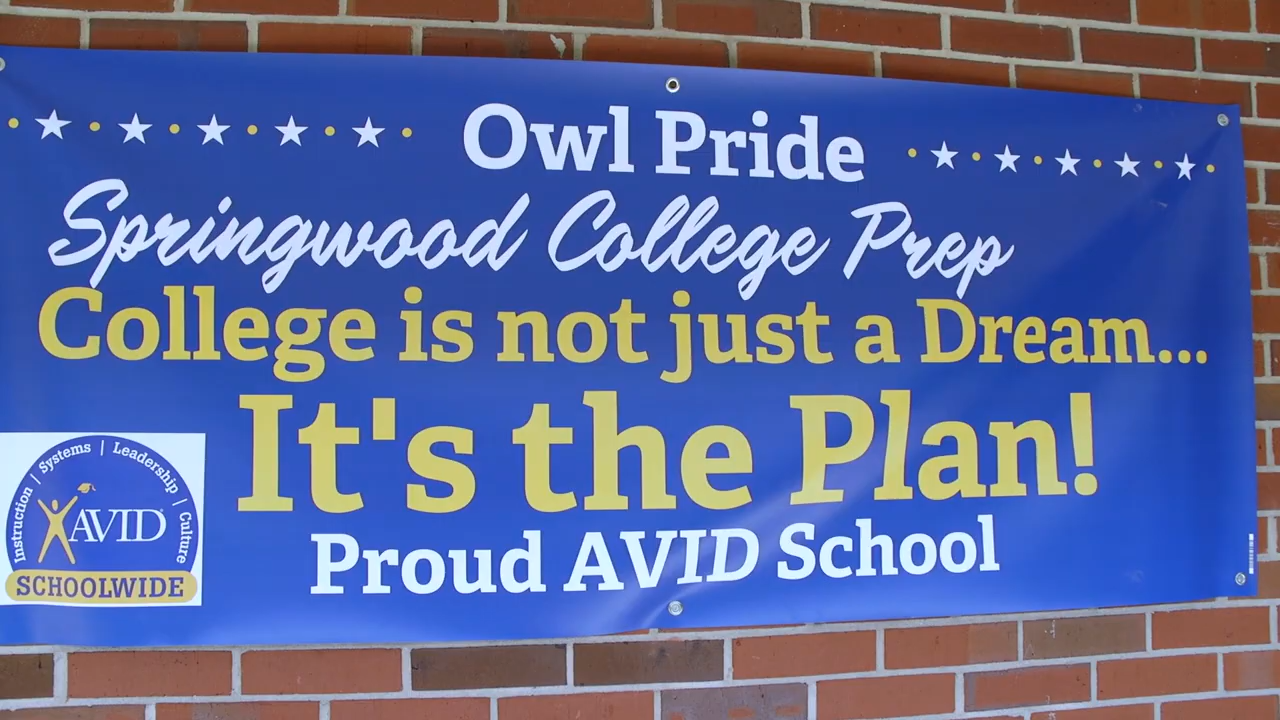 Owl Pride
Springwood College Prep
College is not just a Dream...
It's the Plan!
Proud AVID School
Instruction | Systems | Leadership | Culture
AVID
SCHOOLWIDE